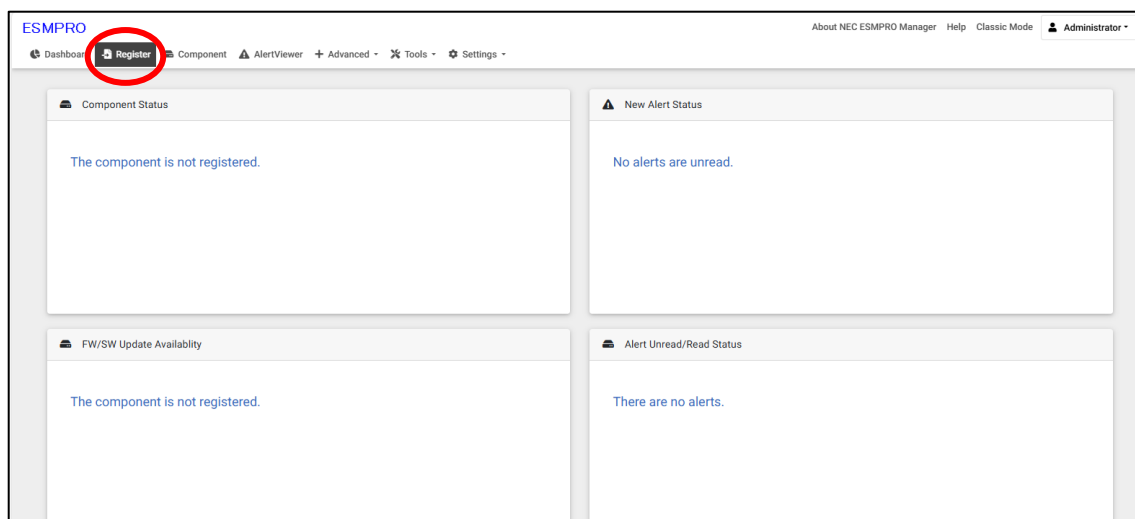 ESMPRO
About NEC ESMPRO Manager Help Classic Mode Administrator
Dashboar Register Component AlertViewer Advanced Tools Settings
Component Status
New Alert Status
The component is not registered.
No alerts are unread.
FW/SW Update Availablity
Alert Unread/Read Status
The component is not registered.
There are no alerts.